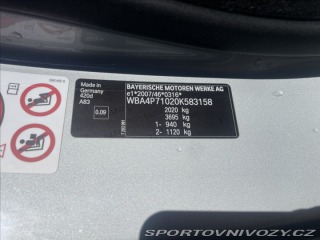 Made in
Germany
420d
A83
0.09
BAYERISCHE MOTOREN WERKE AG
e1*2007/46*0316*
WBA4P71020K583158
2020 kg
3695 kg
1- 940 kg
2- 1120 kg
SPORTOVNIVOZY.CZ